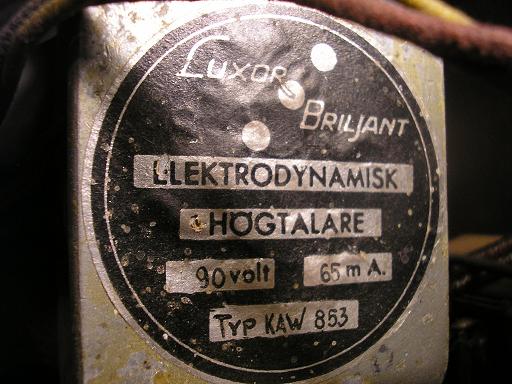 Luxor
Briljant
ELEKTRODYNAMISK
HÖGTALARE
90 volt 65 mA.
Typ KAW 853